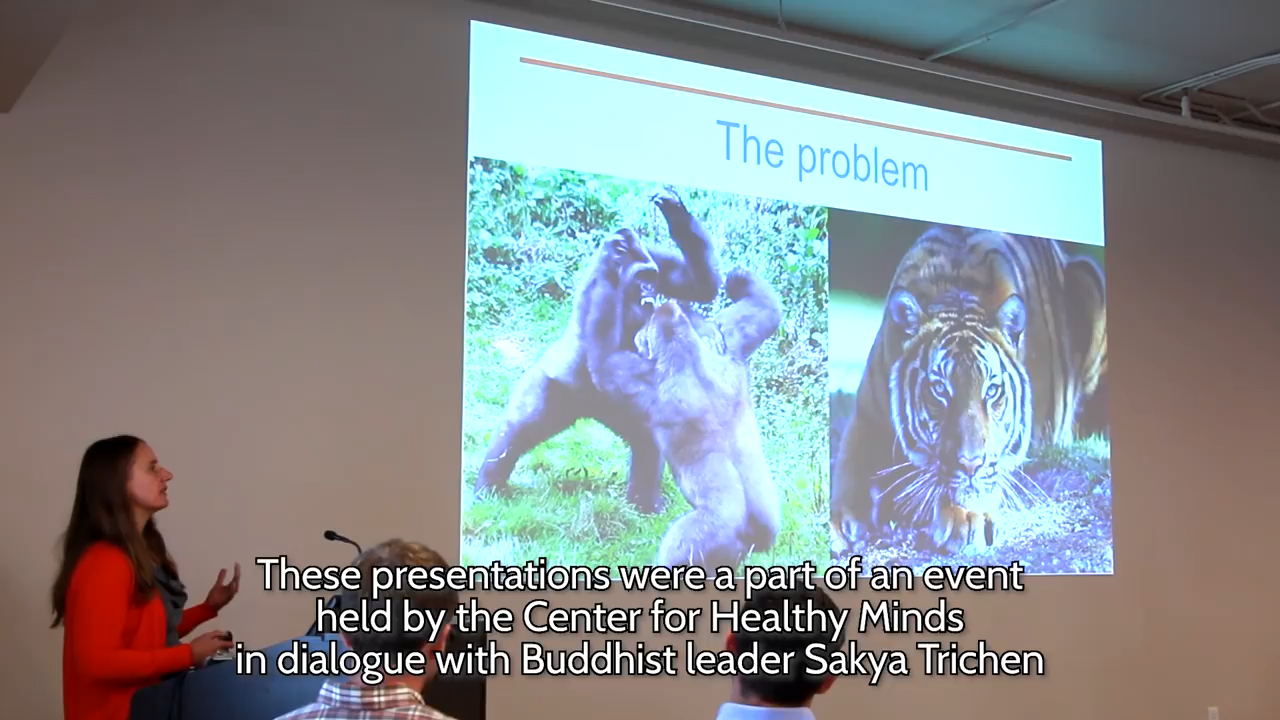 The problem
These presentations were a part of an event
held by the Center for Healthy Minds
in dialogue with Buddhist leader Sakya Trichen